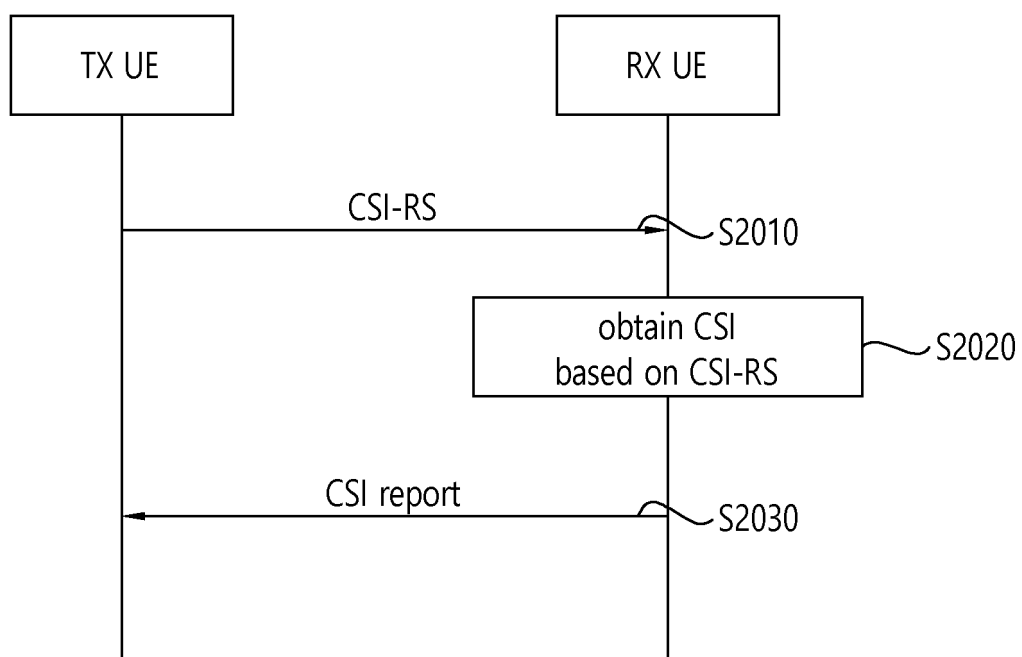 TX UE
RX UE
CSI-RS
S2010
obtain CSI
based on CSI-RS
S2020
CSI report
S2030